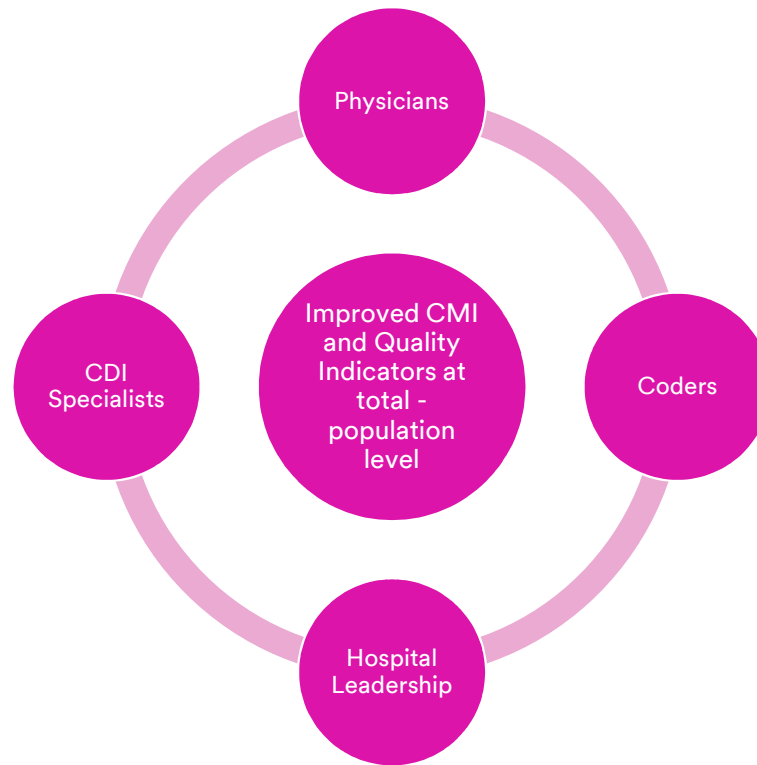 Physicians
Improved CMI
and Quality
Indicators at
total -
population
level
CDI
Specialists
Coders
Hospital
Leadership